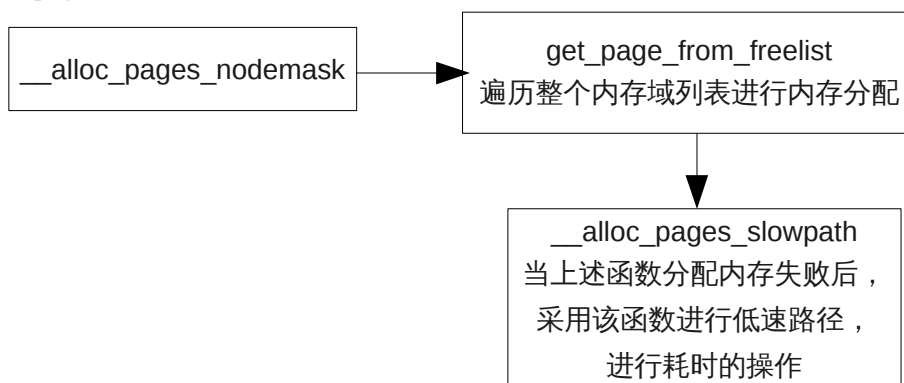 __alloc_pages_nodemask
get_page_from_freelist
遍历整个内存域列表进行内存分配
__alloc_pages_slowpath
当上述函数分配内存失败后，
采用该函数进行低速路径，
进行耗时的操作